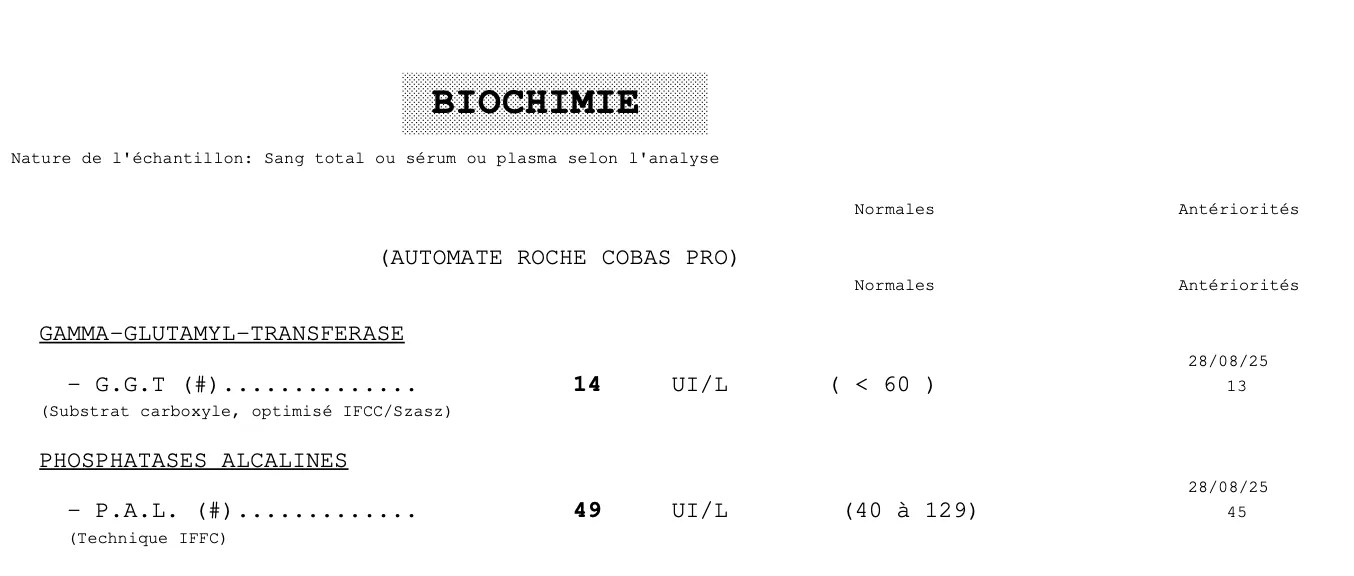 BIOCHIMIE
Nature de l'échantillon: Sang total ou sérum ou plasma selon l'analyse
Normales Antériorités
(AUTOMATE ROCHE COBAS PRO)
Normales Antériorités
GAMMA-GLUTAMYL-TRANSFERASE
28/08/25
- G.G.T (#).............. 14 UI/L ( < 60 ) 13
(Substrat carboxyle, optimisé IFCC/Szasz)
PHOSPHATASES ALCALINES
28/08/25
- P.A.L. (#)............. 49 UI/L (40 à 129) 45
(Technique IFFC)